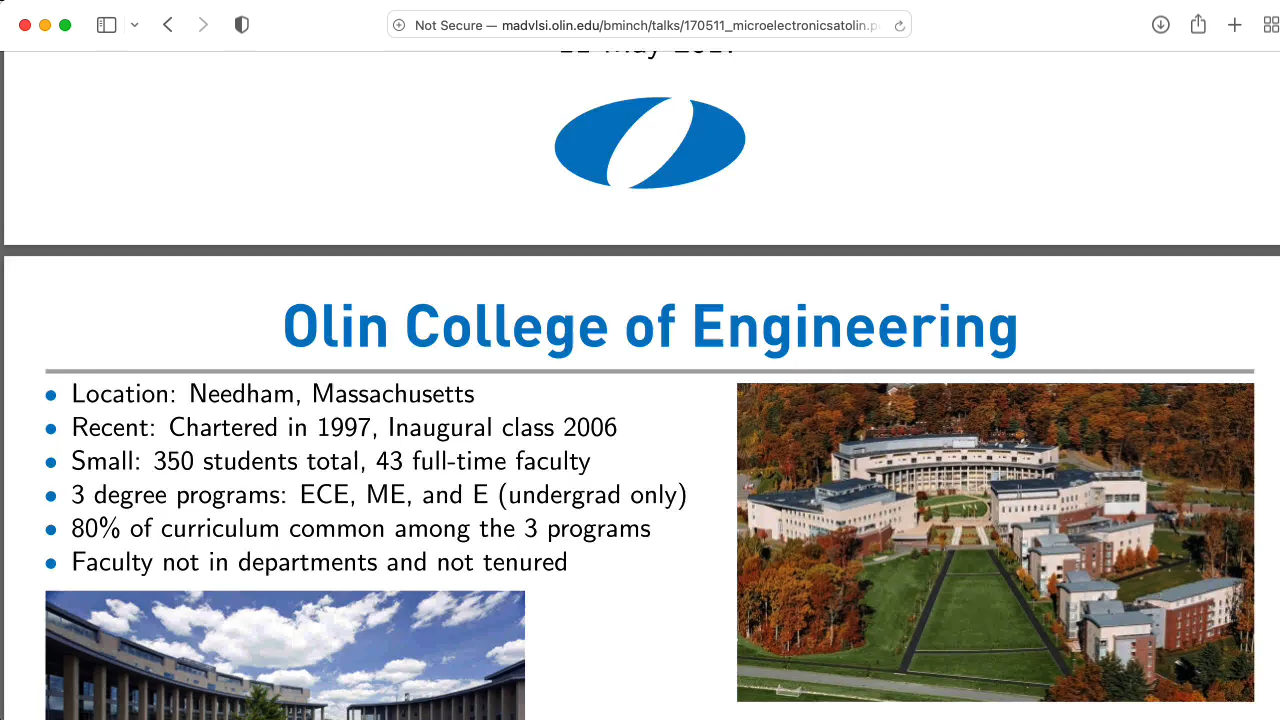 Not Secure — madvlsi.olin.edu/bminch/talks/170511_microelectronicsatolin.p
Olin College of Engineering
Location: Needham, Massachusetts
Recent: Chartered in 1997, Inaugural class 2006
Small: 350 students total, 43 full-time faculty
3 degree programs: ECE, ME, and E (undergrad only)
80% of curriculum common among the 3 programs
Faculty not in departments and not tenured